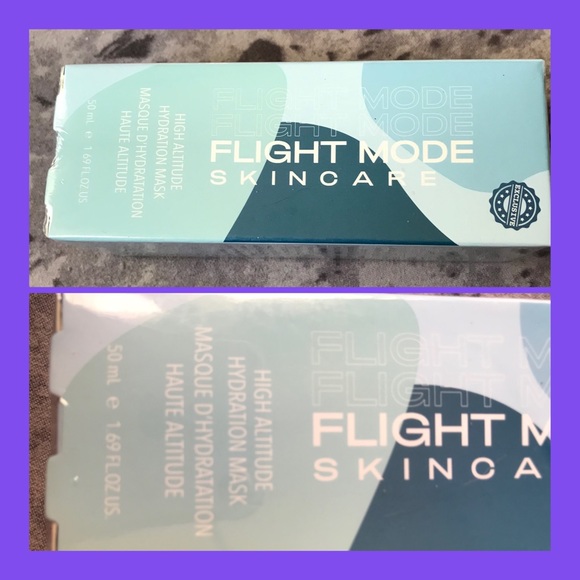 FLIGHT MODE
FLIGHT MODE
FLIGHT MODE
SKINCARE
HIGH ALTITUDE
HYDRATION MASK
MASQUE D'HYDRATATION
HAUTE ALTITUDE
50 mL e 1.69 FL.OZ US.
EXCLUSIVE
FLIGHT M
FLIGHT M
FLIGHT M
SKINCA
HIGH ALTITUDE
HYDRATION MASK
MASQUE D'HYDRATATION
HAUTE ALTITUDE
50 mL e 1.69 FL.OZ US.